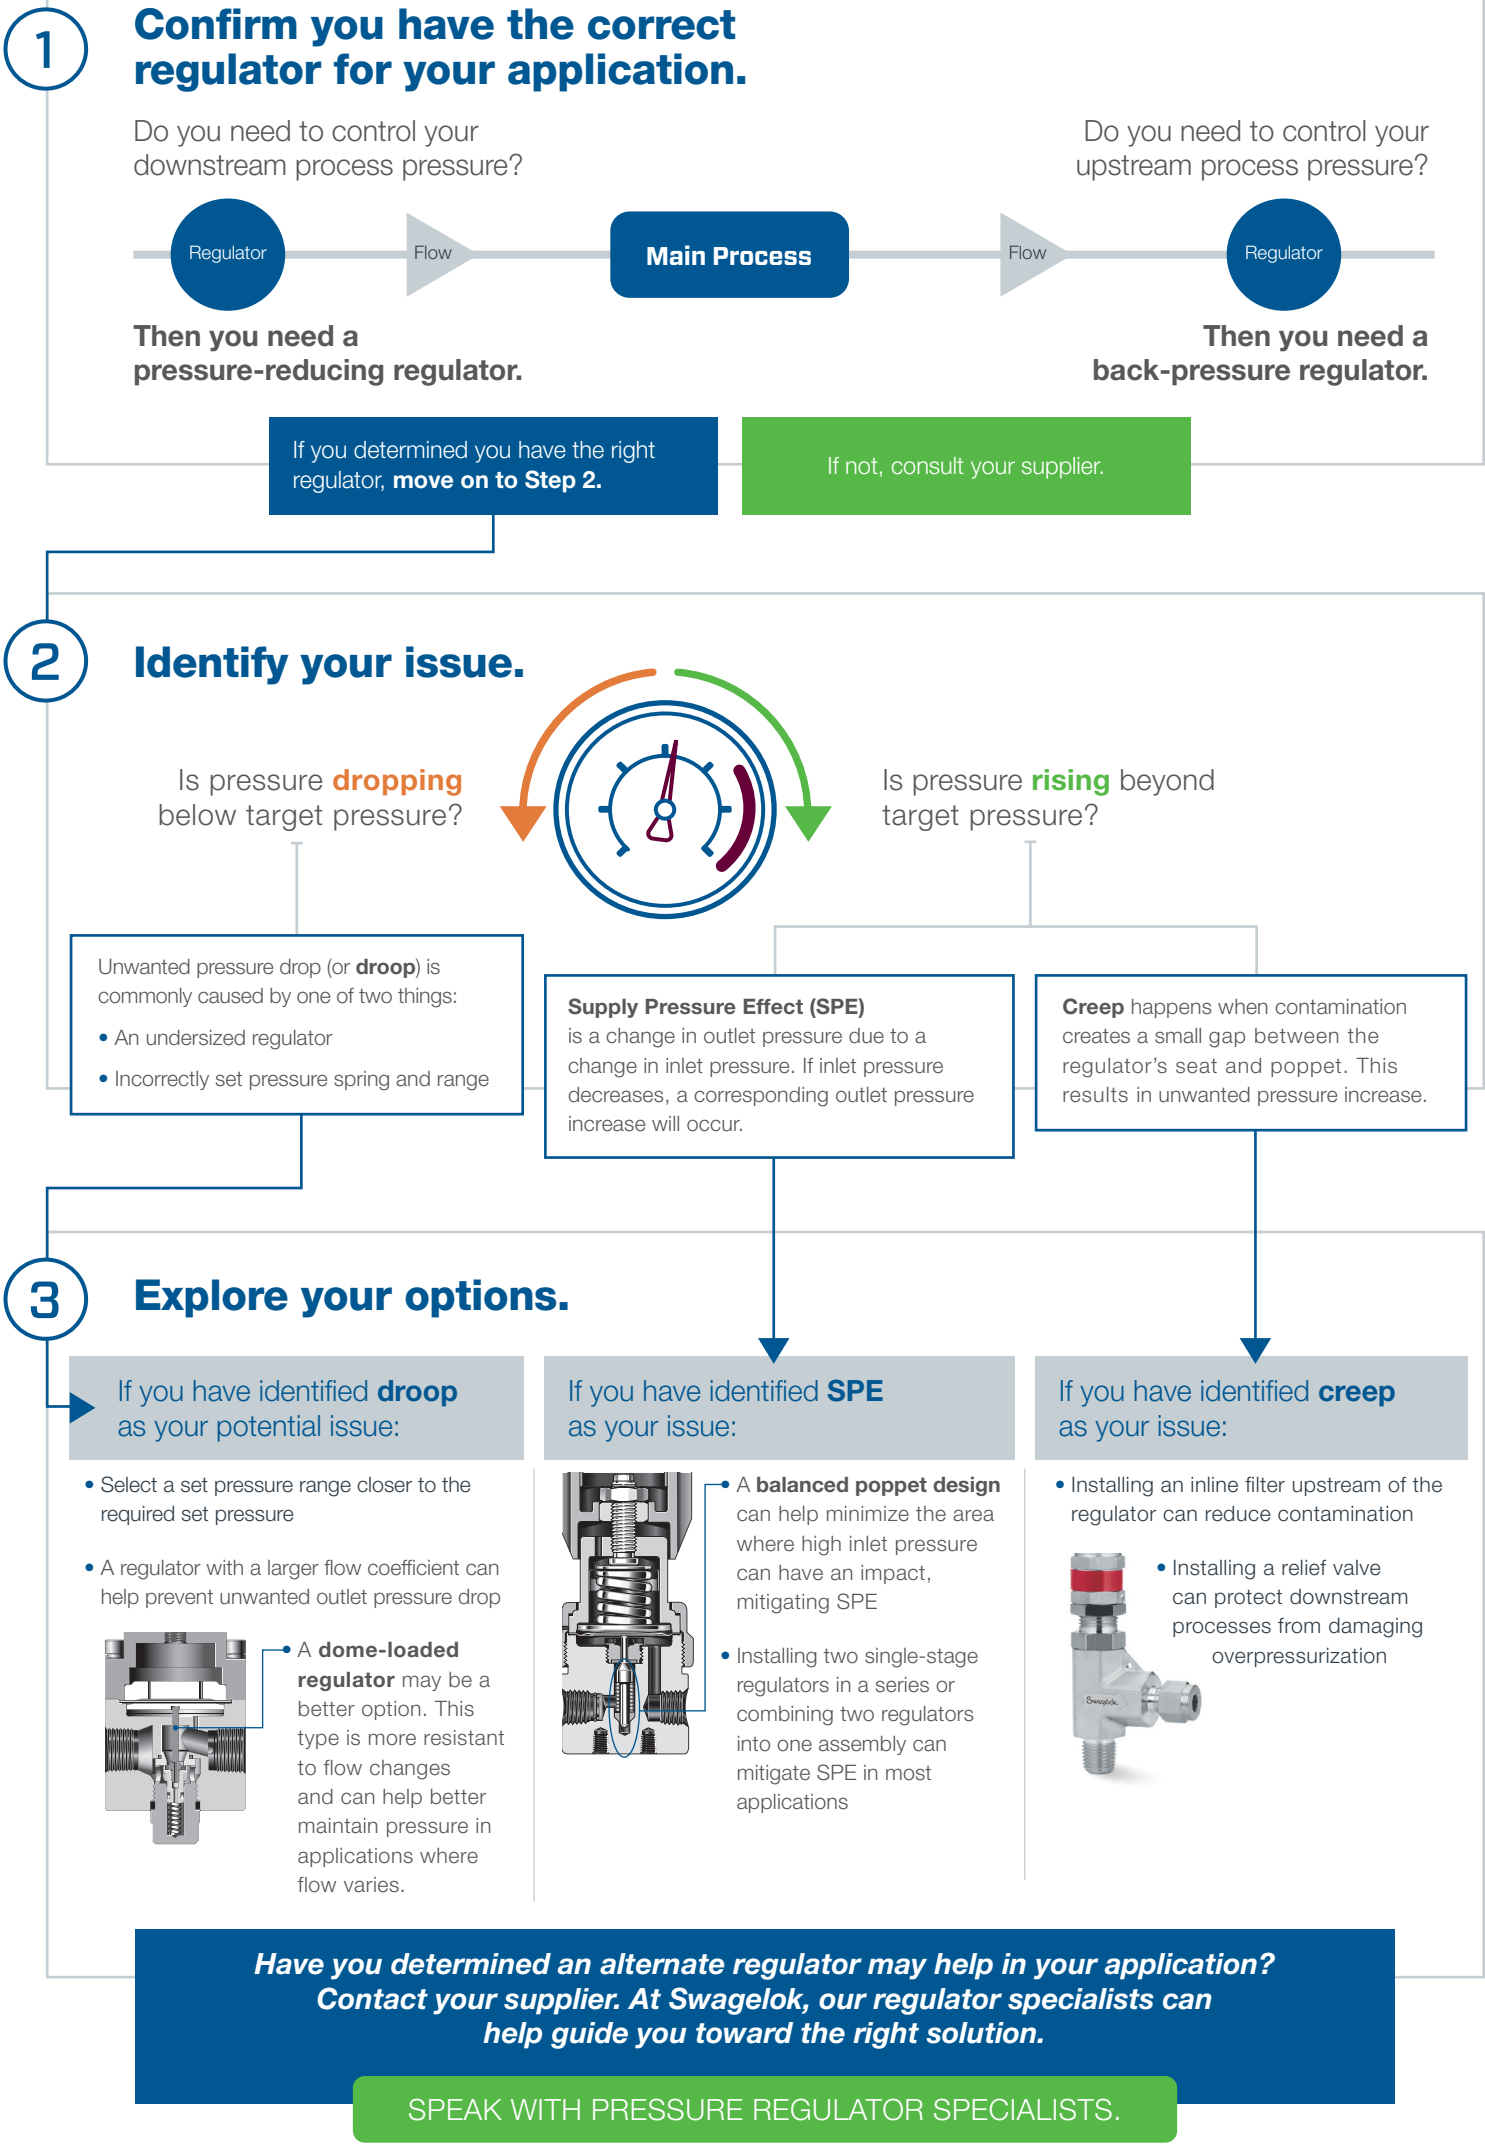 1
Confirm you have the correct
regulator for your application.
Do you need to control your
downstream process pressure?
Do you need to control your
upstream process pressure?
Regulator
Flow
Main Process
Flow
Regulator
Then you need a
pressure-reducing regulator.
Then you need a
back-pressure regulator.
If you determined you have the right
regulator, move on to Step 2.
If not, consult your supplier.
2
Identify your issue.
Is pressure dropping
below target pressure?
Is pressure rising beyond
target pressure?
Unwanted pressure drop (or droop) is
commonly caused by one of two things:
• An undersized regulator
• Incorrectly set pressure spring and range
Supply Pressure Effect (SPE)
is a change in outlet pressure due to a
change in inlet pressure. If inlet pressure
decreases, a corresponding outlet pressure
increase will occur.
Creep happens when contamination
creates a small gap between the
regulator's seat and poppet. This
results in unwanted pressure increase.
3
Explore your options.
If you have identified droop
as your potential issue:
• Select a set pressure range closer to the
required set pressure
• A regulator with a larger flow coefficient can
help prevent unwanted outlet pressure drop
• A dome-loaded
regulator may be a
better option. This
type is more resistant
to flow changes
and can help better
maintain pressure in
applications where
flow varies.
If you have identified SPE
as your issue:
• A balanced poppet design
can help minimize the area
where high inlet pressure
can have an impact,
mitigating SPE
• Installing two single-stage
regulators in a series or
combining two regulators
into one assembly can
mitigate SPE in most
applications
If you have identified creep
as your issue:
• Installing an inline filter upstream of the
regulator can reduce contamination
• Installing a relief valve
can protect downstream
processes from damaging
overpressurization
Swagelok
Have you determined an alternate regulator may help in your application?
Contact your supplier. At Swagelok, our regulator specialists can
help guide you toward the right solution.
SPEAK WITH PRESSURE REGULATOR SPECIALISTS.